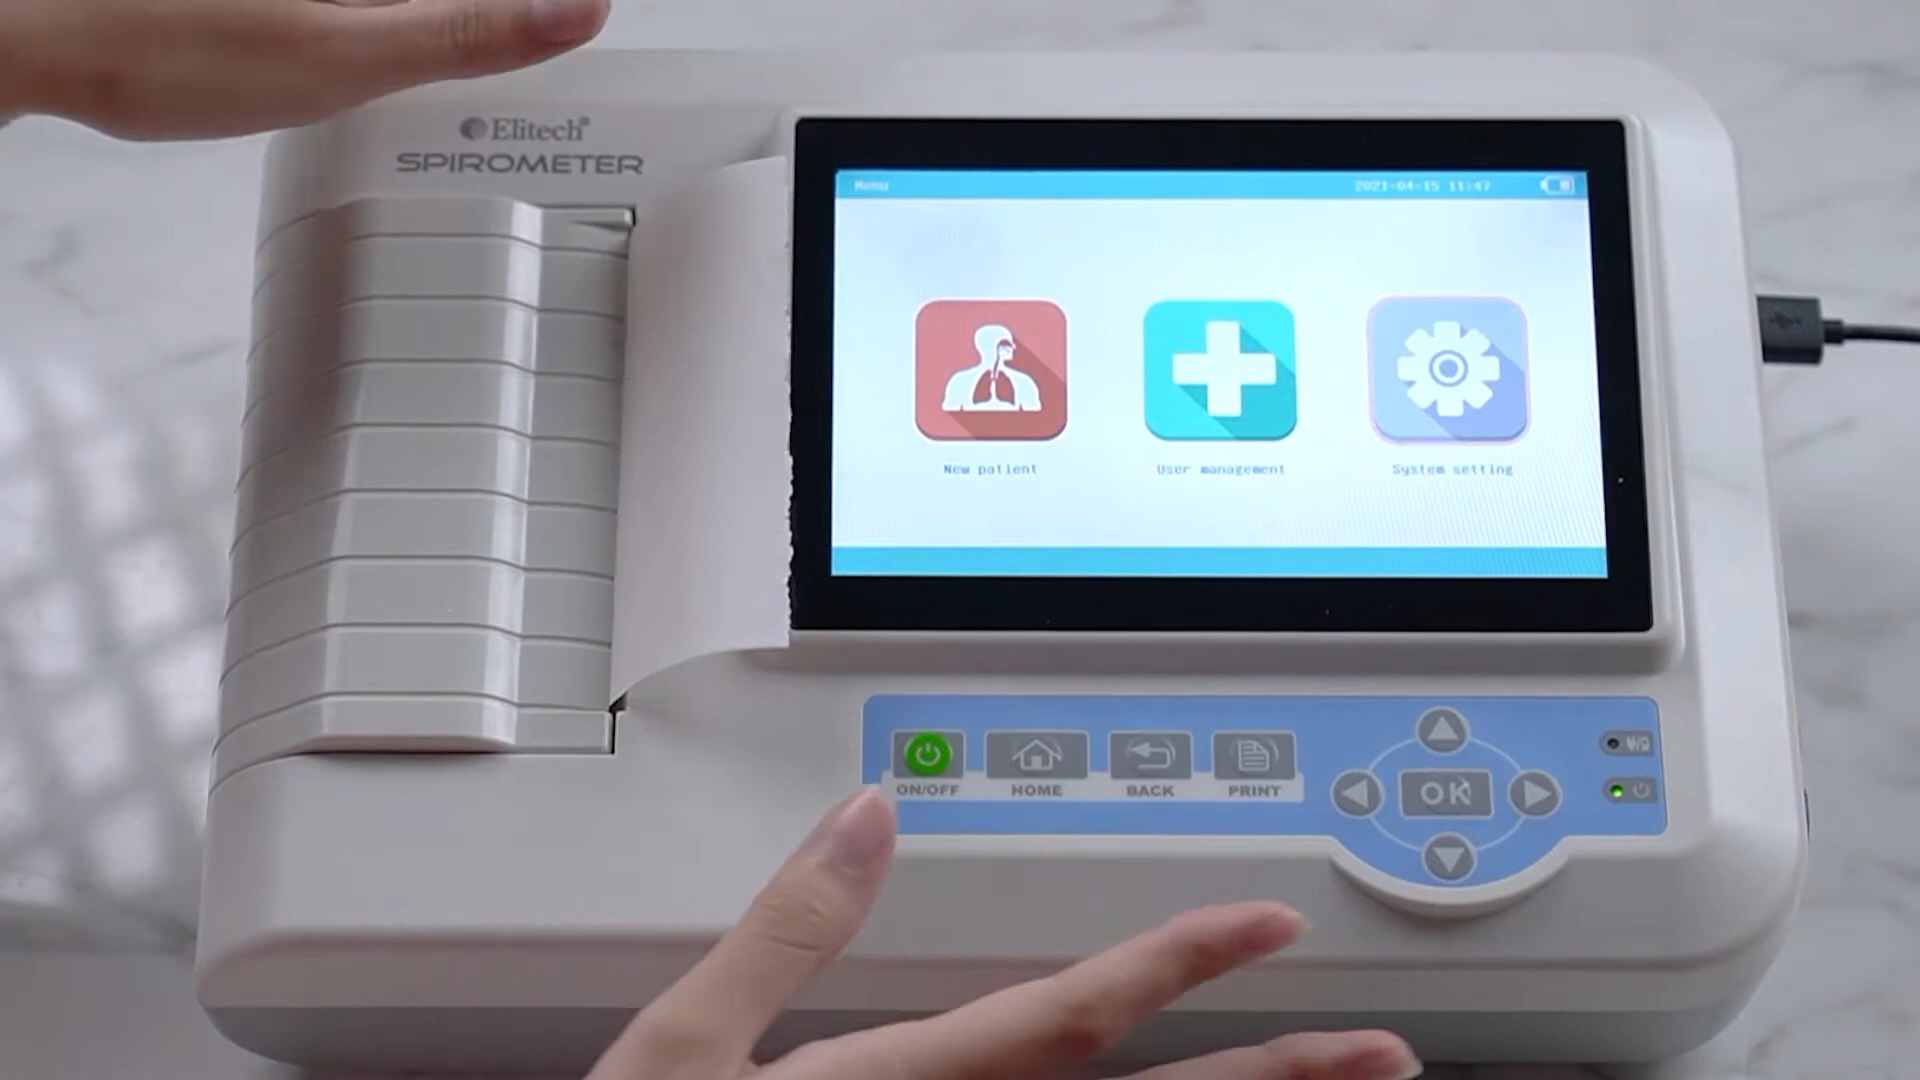 Elitech
SPIROMETER
Menu
2021-04-15 11:47
New patient
User management
System setting
ON/OFF
HOME
BACK
PRINT
OK